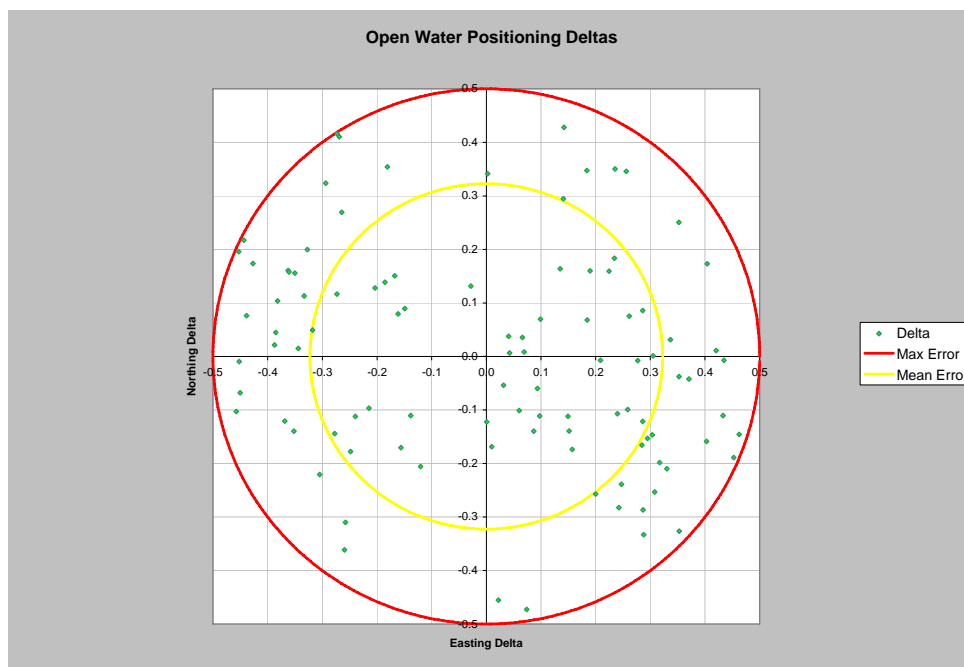 Open Water Positioning Deltas
0.5
0.4
0.3
0.2
0.1
0.0
-0.5 -0.4 -0.3 -0.2 -0.1 0.0 0.1 0.2 0.3 0.4 0.5
-0.1
-0.2
-0.3
-0.4
-0.5
Northing Delta
Easting Delta
Delta
Max Error
Mean Error